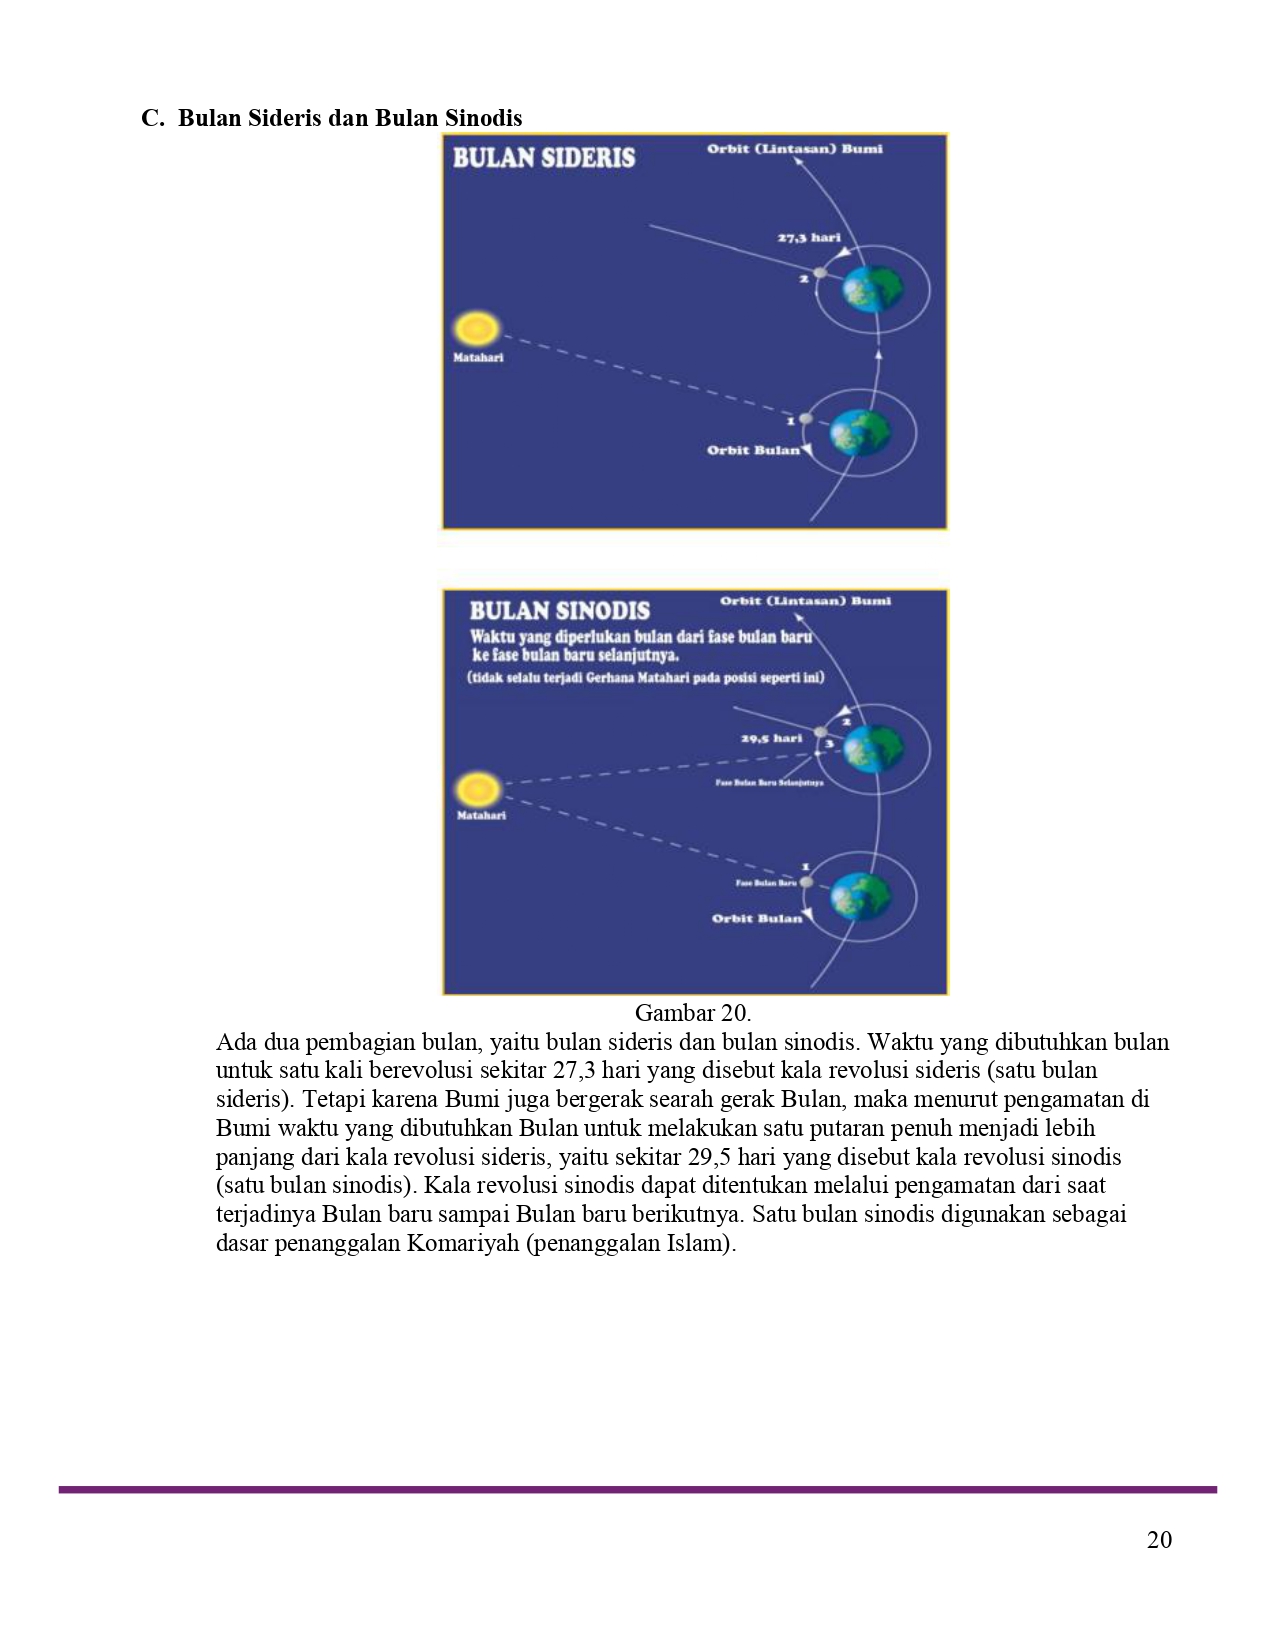 C. Bulan Sideris dan Bulan Sinodis
BULAN SIDERIS
Orbit (Lintasan) Bumi
27,3 hari
2
Matahari
1
Orbit Bulan
BULAN SINODIS
Orbit (Lintasan) Bumi
Waktu yang diperlukan bulan dari fase bulan baru
ke fase bulan baru selanjutnya.
(tidak selalu terjadi Gerhana Matahari pada posisi seperti ini)
2
29,5 hari
3
Fase Bulan Baru Selanjutnya
Matahari
1
Fase Bulan Baru
Orbit Bulan
Gambar 20.
Ada dua pembagian bulan, yaitu bulan sideris dan bulan sinodis. Waktu yang dibutuhkan bulan
untuk satu kali berevolusi sekitar 27,3 hari yang disebut kala revolusi sideris (satu bulan
sideris). Tetapi karena Bumi juga bergerak searah gerak Bulan, maka menurut pengamatan di
Bumi waktu yang dibutuhkan Bulan untuk melakukan satu putaran penuh menjadi lebih
panjang dari kala revolusi sideris, yaitu sekitar 29,5 hari yang disebut kala revolusi sinodis
(satu bulan sinodis). Kala revolusi sinodis dapat ditentukan melalui pengamatan dari saat
terjadinya Bulan baru sampai Bulan baru berikutnya. Satu bulan sinodis digunakan sebagai
dasar penanggalan Komariyah (penanggalan Islam).
20